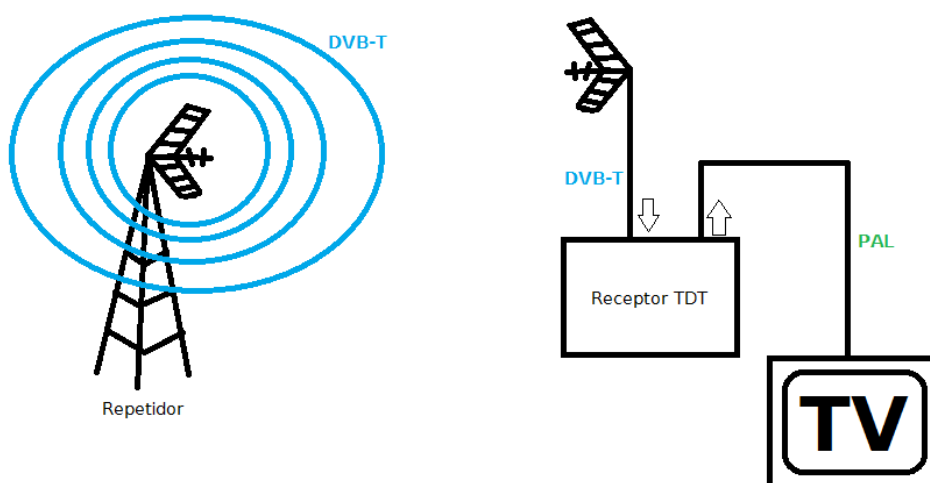 DVB-T
Repetidor
DVB-T
PAL
Receptor TDT
TV